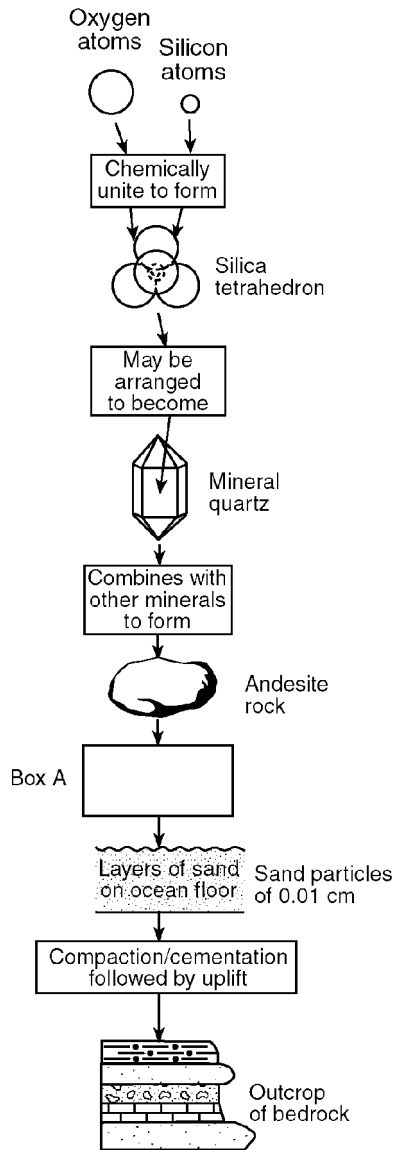 Oxygen
atoms
Silicon
atoms
Chemically
unite to form
Silica
tetrahedron
May be
arranged
to become
Mineral
quartz
Combines with
other minerals
to form
Andesite
rock
Box A
Layers of sand
on ocean floor
Sand particles
of 0.01 cm
Compaction/cementation
followed by uplift
Outcrop
of bedrock